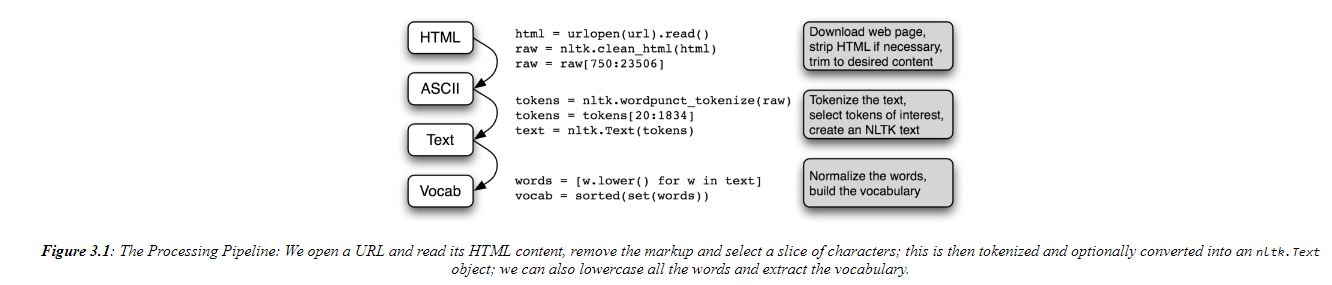 HTML
html = urlopen(url).read()
raw = nltk.clean_html(html)
raw = raw[750:23506]
Download web page,
strip HTML if necessary,
trim to desired content
ASCII
tokens = nltk.wordpunct_tokenize(raw)
tokens = tokens[20:1834]
text = nltk.Text(tokens)
Tokenize the text,
select tokens of interest,
create an NLTK text
Text
words = [w.lower() for w in text]
vocab = sorted(set(words))
Normalize the words,
build the vocabulary
Vocab
Figure 3.1: The Processing Pipeline: We open a URL and read its HTML content, remove the markup and select a slice of characters; this is then tokenized and optionally converted into an nltk.Text
object; we can also lowercase all the words and extract the vocabulary.